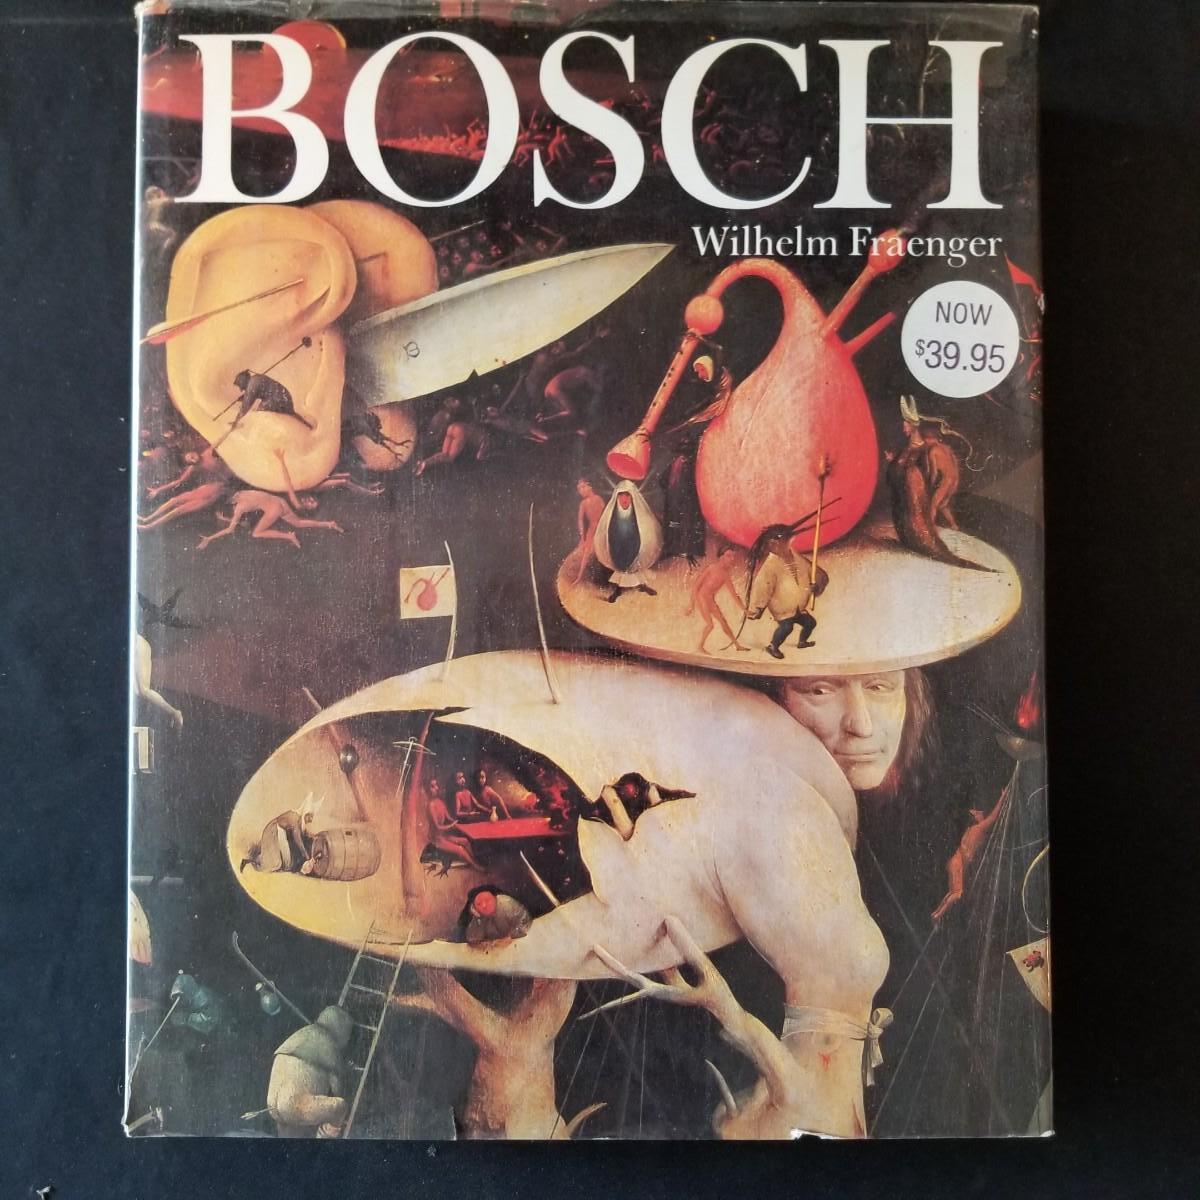 BOSCH
Wilhelm Fraenger
NOW
$39.95